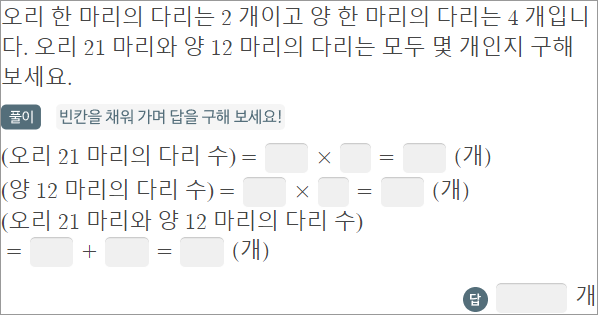 오리 한 마리의 다리는 2 개이고 양 한 마리의 다리는 4 개입니
다. 오리 21 마리와 양 12 마리의 다리는 모두 몇 개인지 구해
보세요.
풀이 빈칸을 채워 가며 답을 구해 보세요!
(오리 21 마리의 다리 수) = × = (개)
(양 12 마리의 다리 수) = × = (개)
(오리 21 마리와 양 12 마리의 다리 수)
= + = (개)
답 개